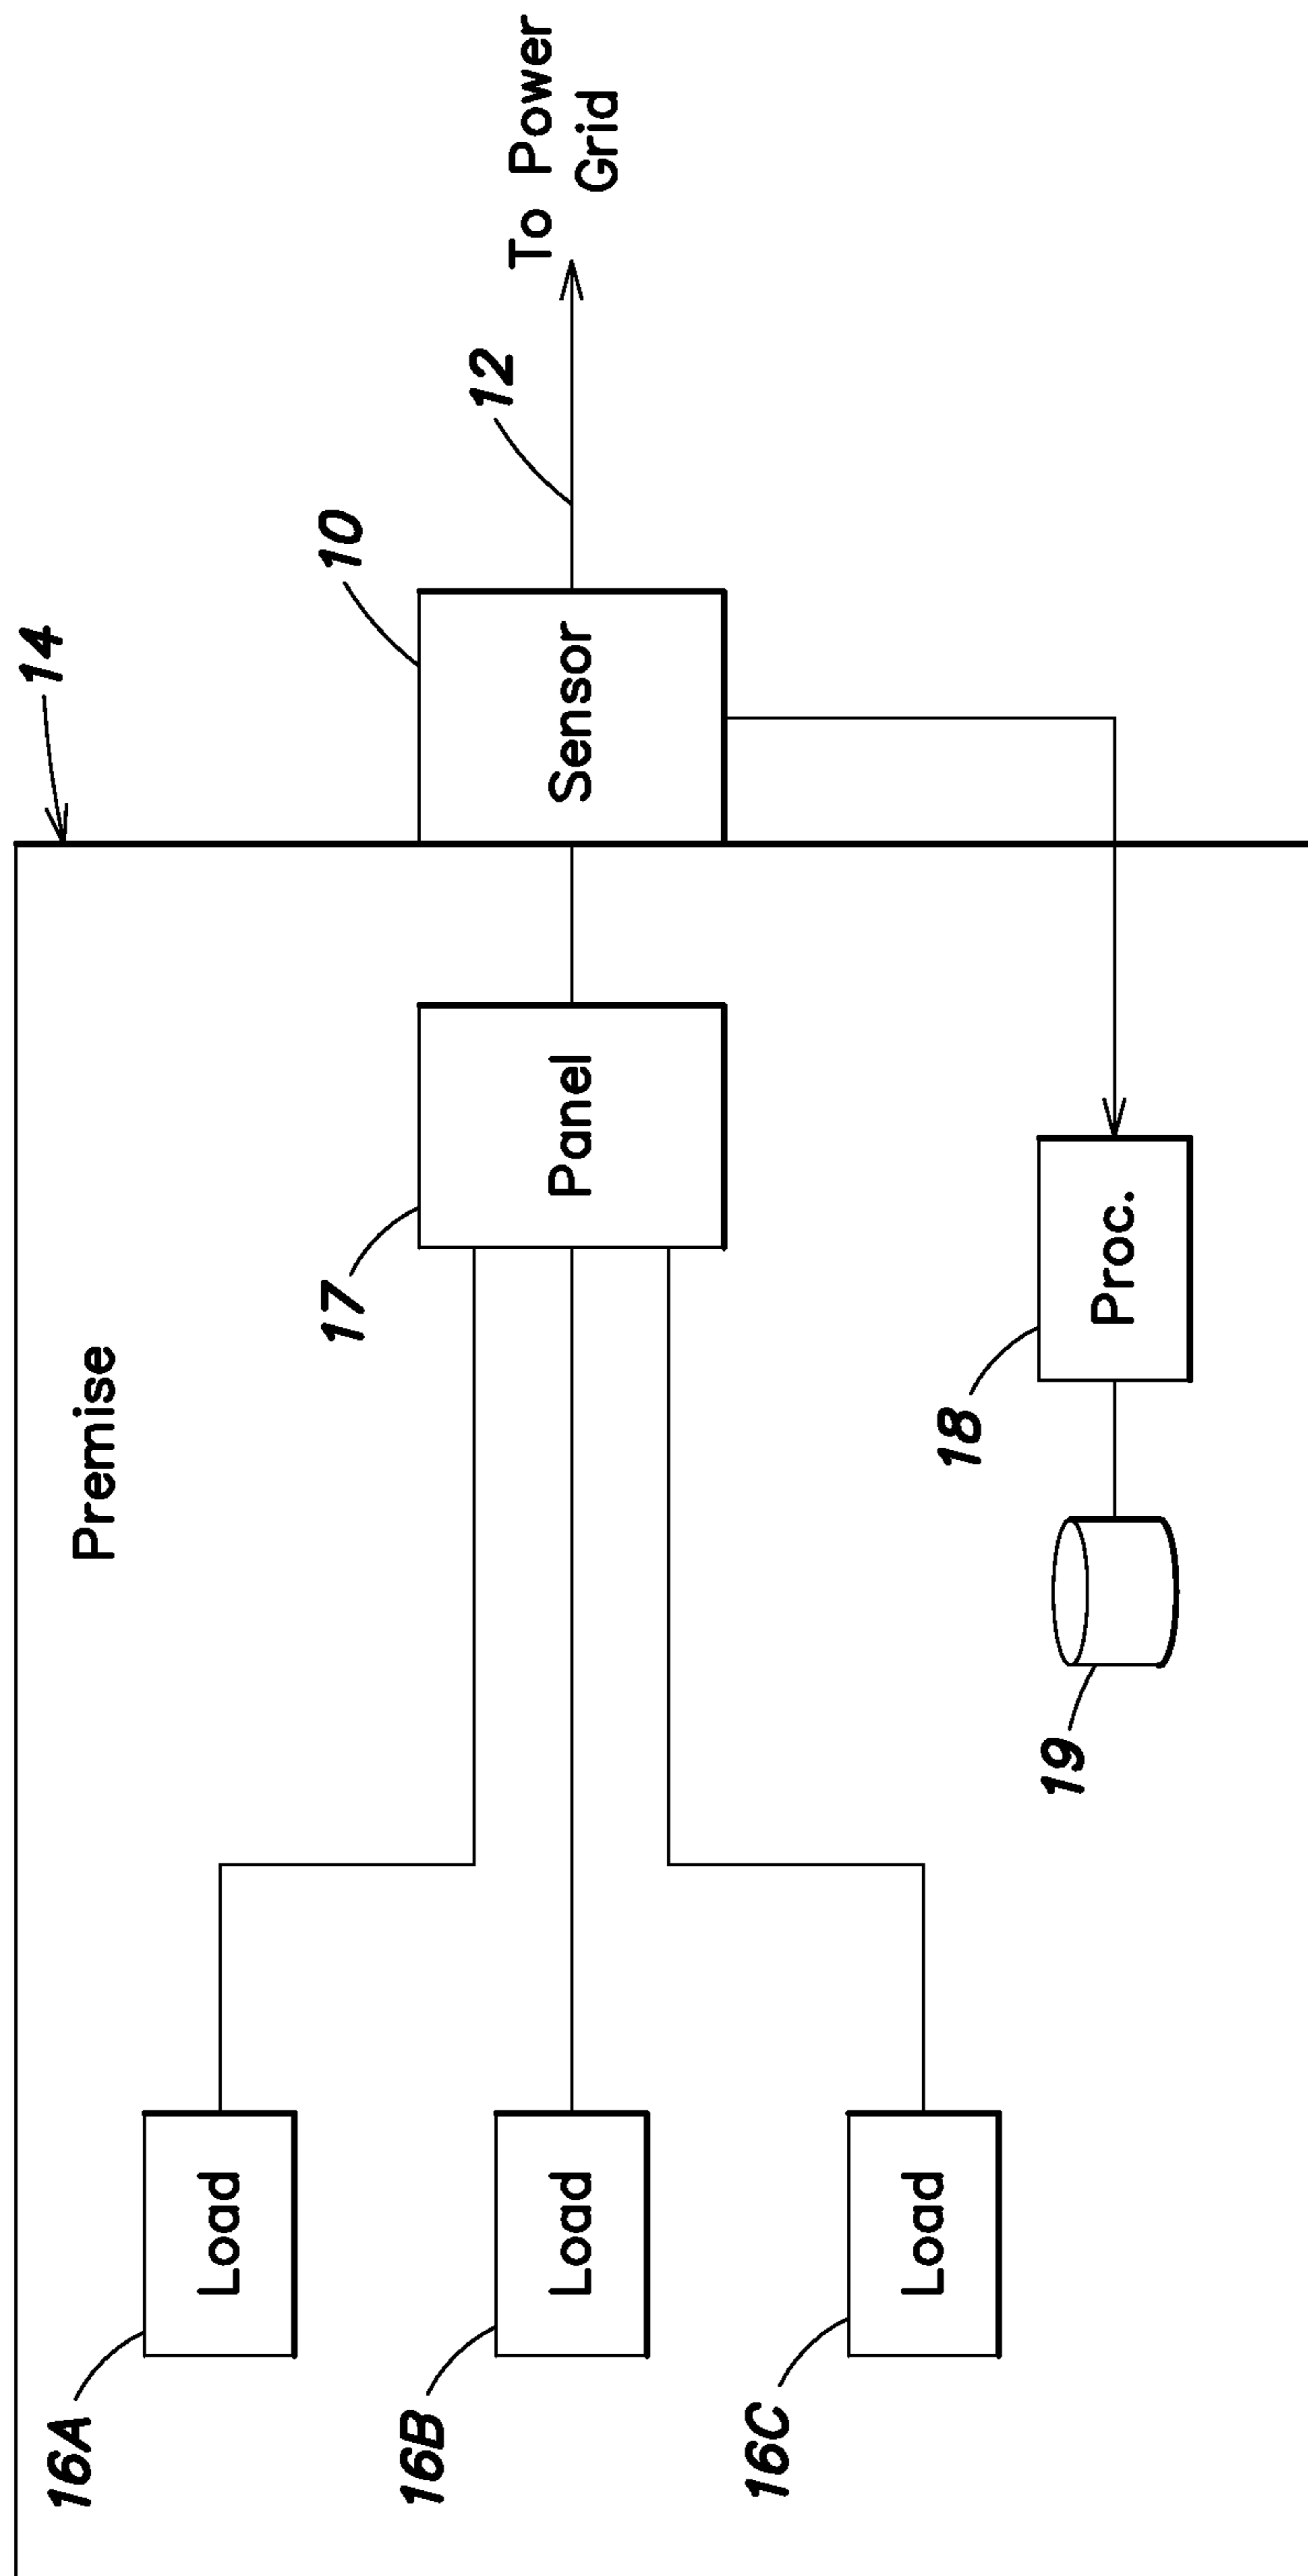 14
Premise
10
12
To Power
Grid
16A
Load
17
Panel
Sensor
16B
Load
18
Proc.
16C
Load
19